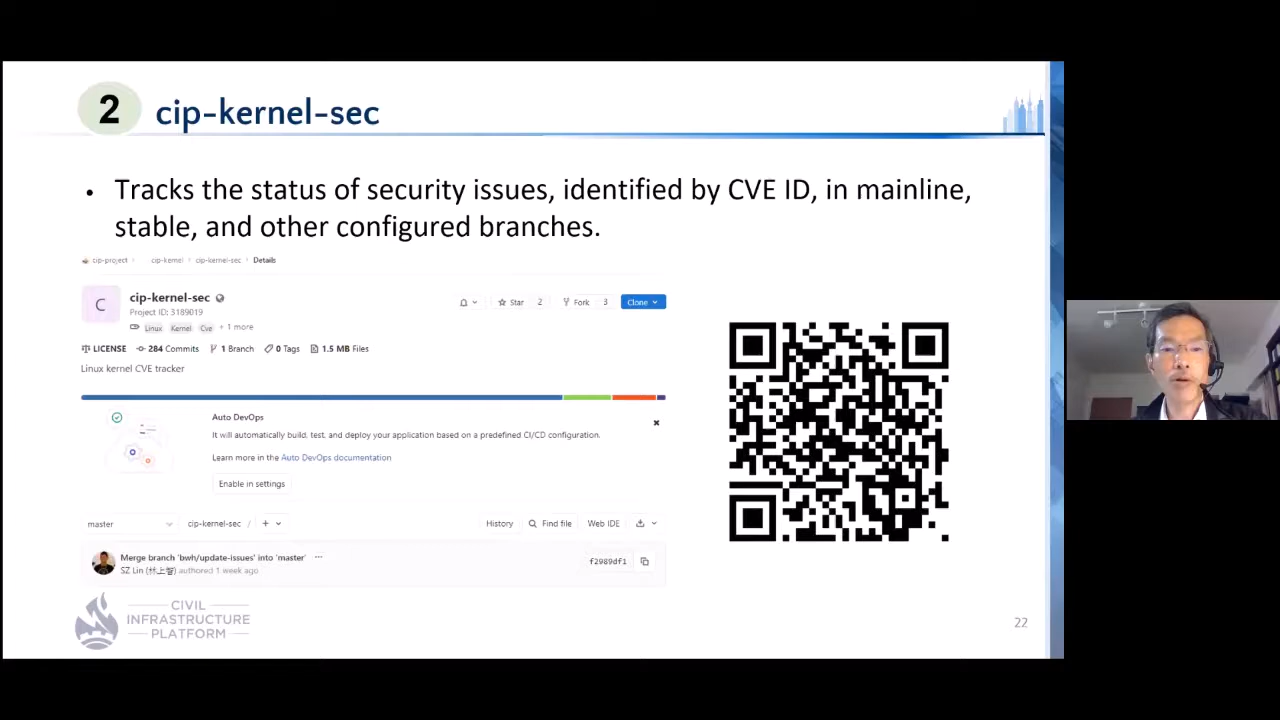 2
cip-kernel-sec
• Tracks the status of security issues, identified by CVE ID, in mainline,
stable, and other configured branches.
cip-project › cip-kernel › cip-kernel-sec › Details
C
cip-kernel-sec
Project ID: 3189019
Linux Kernel Cve + 1 more
Star 2 Fork 3 Clone
LICENSE 284 Commits 1 Branch 0 Tags 1.5 MB Files
Linux kernel CVE tracker
Auto DevOps
It will automatically build, test, and deploy your application based on a predefined CI/CD configuration.
Learn more in the Auto DevOps documentation
Enable in settings
master cip-kernel-sec / + History Find file Web IDE
Merge branch 'bwh/update-issues' into 'master' ...
SZ Lin (林上智) authored 1 week ago
f2989df1
CIVIL
INFRASTRUCTURE
PLATFORM
22